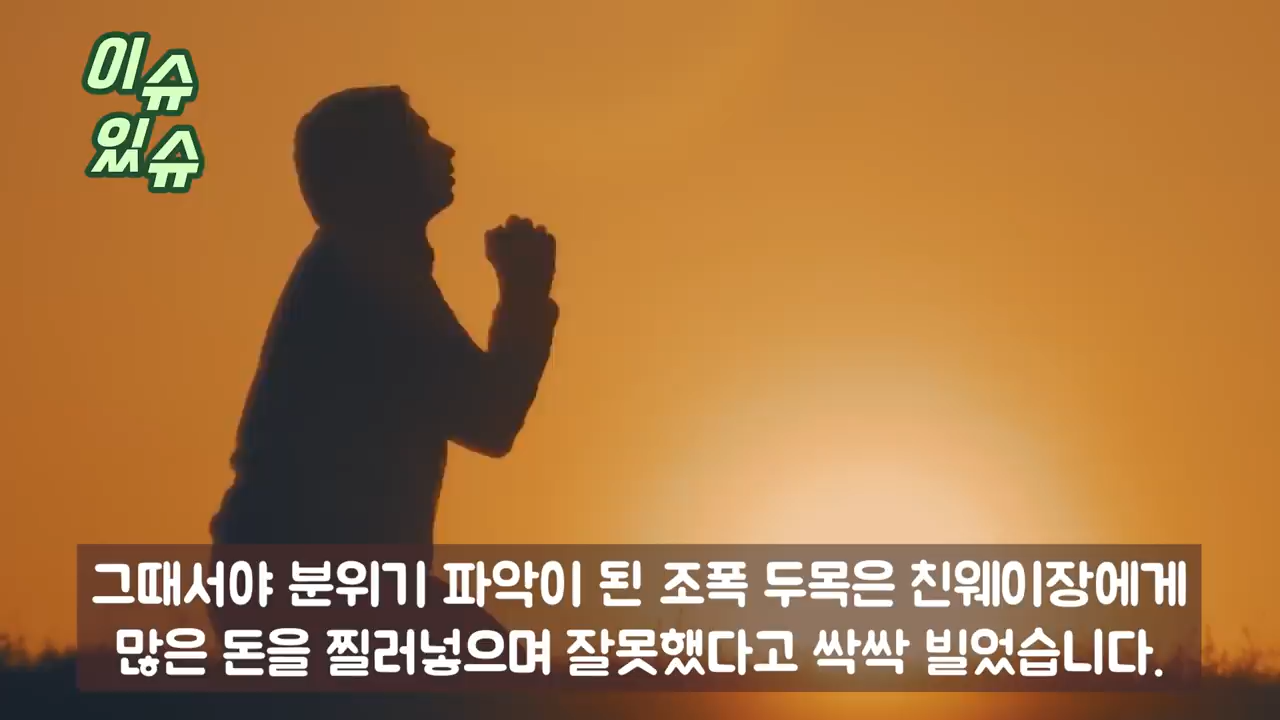 이슈
있슈
그때서야 분위기 파악이 된 조폭 두목은 친웨이장에게
많은 돈을 찔러넣으며 잘못했다고 싹싹 빌었습니다.